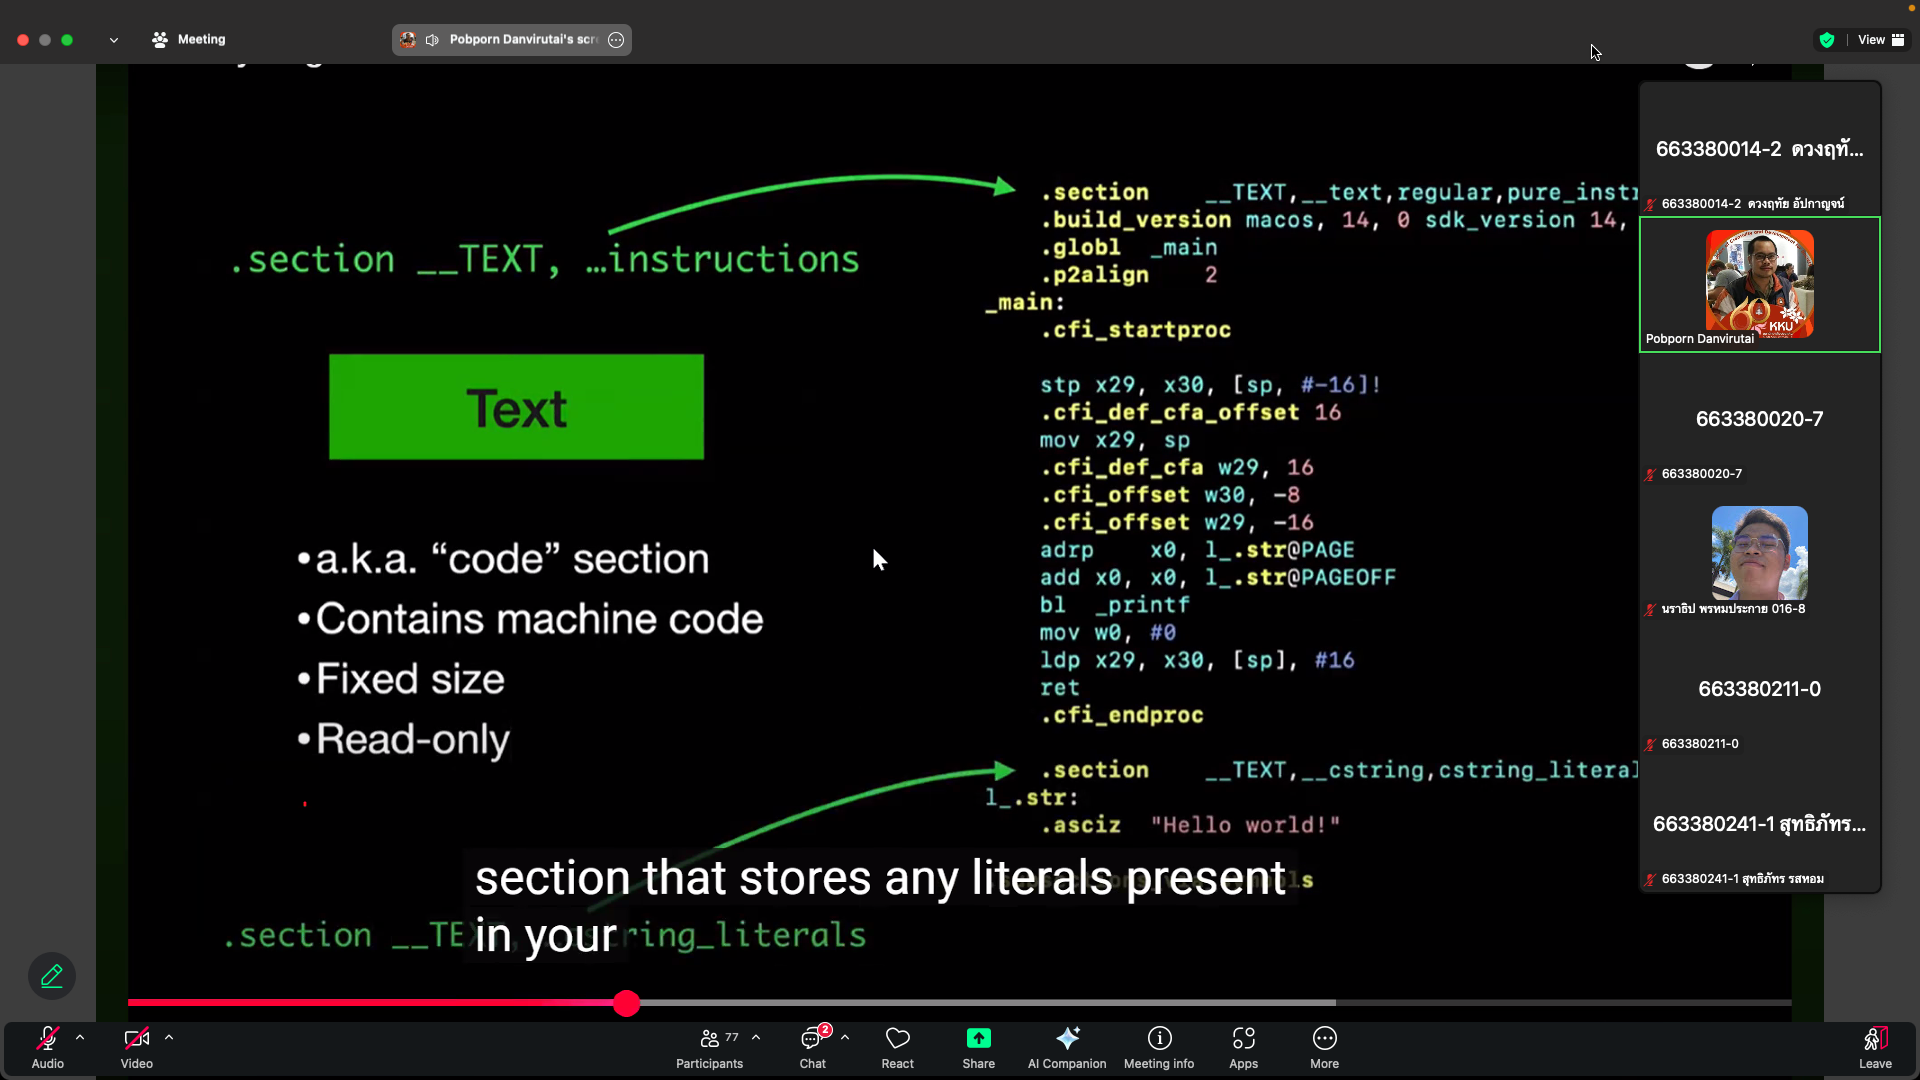 Meeting
Pobporn Danvirutai's scr
View
.section __TEXT, …instructions
Text
•a.k.a. “code” section
•Contains machine code
•Fixed size
•Read-only
.section __TEXT,__text,regular,pure_instr
.build_version macos, 14, 0 sdk_version 14,
.globl _main
.p2align 2
_main:
.cfi_startproc
stp x29, x30, [sp, #-16]!
.cfi_def_cfa_offset 16
mov x29, sp
.cfi_def_cfa w29, 16
.cfi_offset w30, -8
.cfi_offset w29, -16
adrp x0, l_.str@PAGE
add x0, x0, l_.str@PAGEOFF
bl _printf
mov w0, #0
ldp x29, x30, [sp], #16
ret
.cfi_endproc
.section __TEXT,__cstring,cstring_literal
l_.str:
.asciz "Hello world!"
section that stores any literals present
in your
.section __TE string_literals
663380014-2 ดวงฤทั...
663380014-2 ดวงฤทัย อัปกาญจน์
KKU
Pobporn Danvirutai
663380020-7
663380020-7
นราธิป พรหมประกาย 016-8
663380211-0
663380211-0
663380241-1 สุทธิภัทร...
663380241-1 สุทธิภัทร รสหอม
Audio
Video
Participants
77
Chat
2
React
Share
AI Companion
Meeting info
Apps
More
Leave